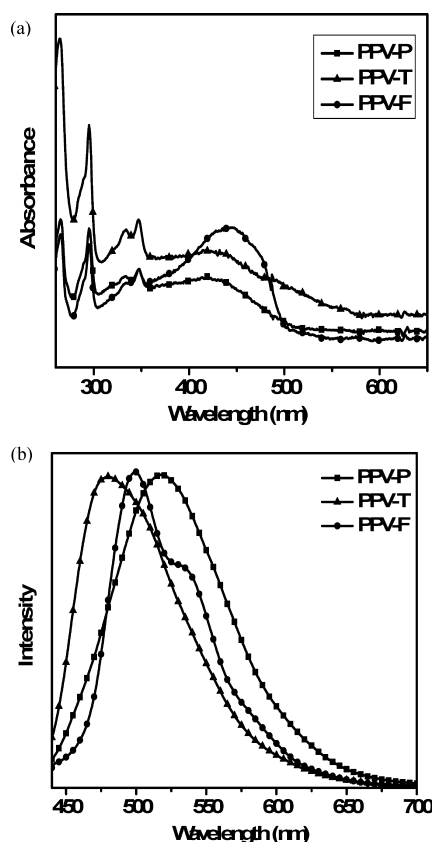 (a)
PPV-P
PPV-T
PPV-F
Absorbance
300 400 500 600
Wavelength (nm)
(b)
PPV-P
PPV-T
PPV-F
Intensity
450 500 550 600 650 700
Wavelength (nm)